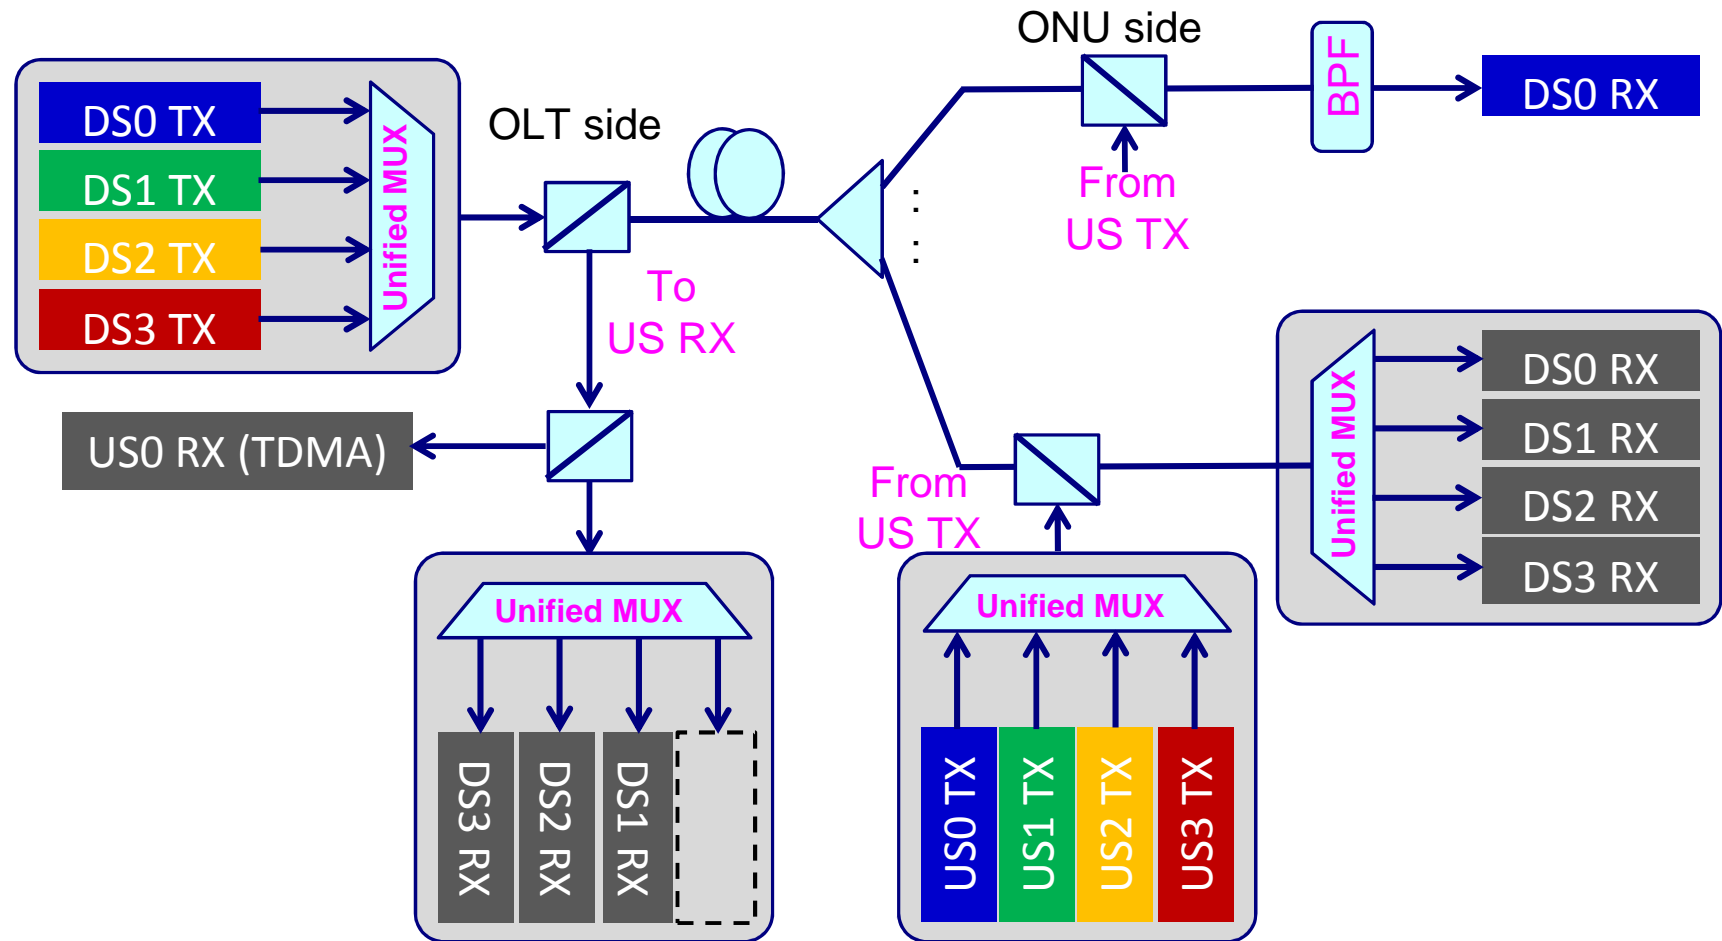 ONU side
BPF
DS0 RX
DS0 TX
DS1 TX
DS2 TX
DS3 TX
Unified MUX
OLT side
From
US TX
:
:
To
US RX
US0 RX (TDMA)
From
US TX
Unified MUX
DS0 RX
DS1 RX
DS2 RX
DS3 RX
Unified MUX
DS3 RX
DS2 RX
DS1 RX
Unified MUX
US0 TX
US1 TX
US2 TX
US3 TX